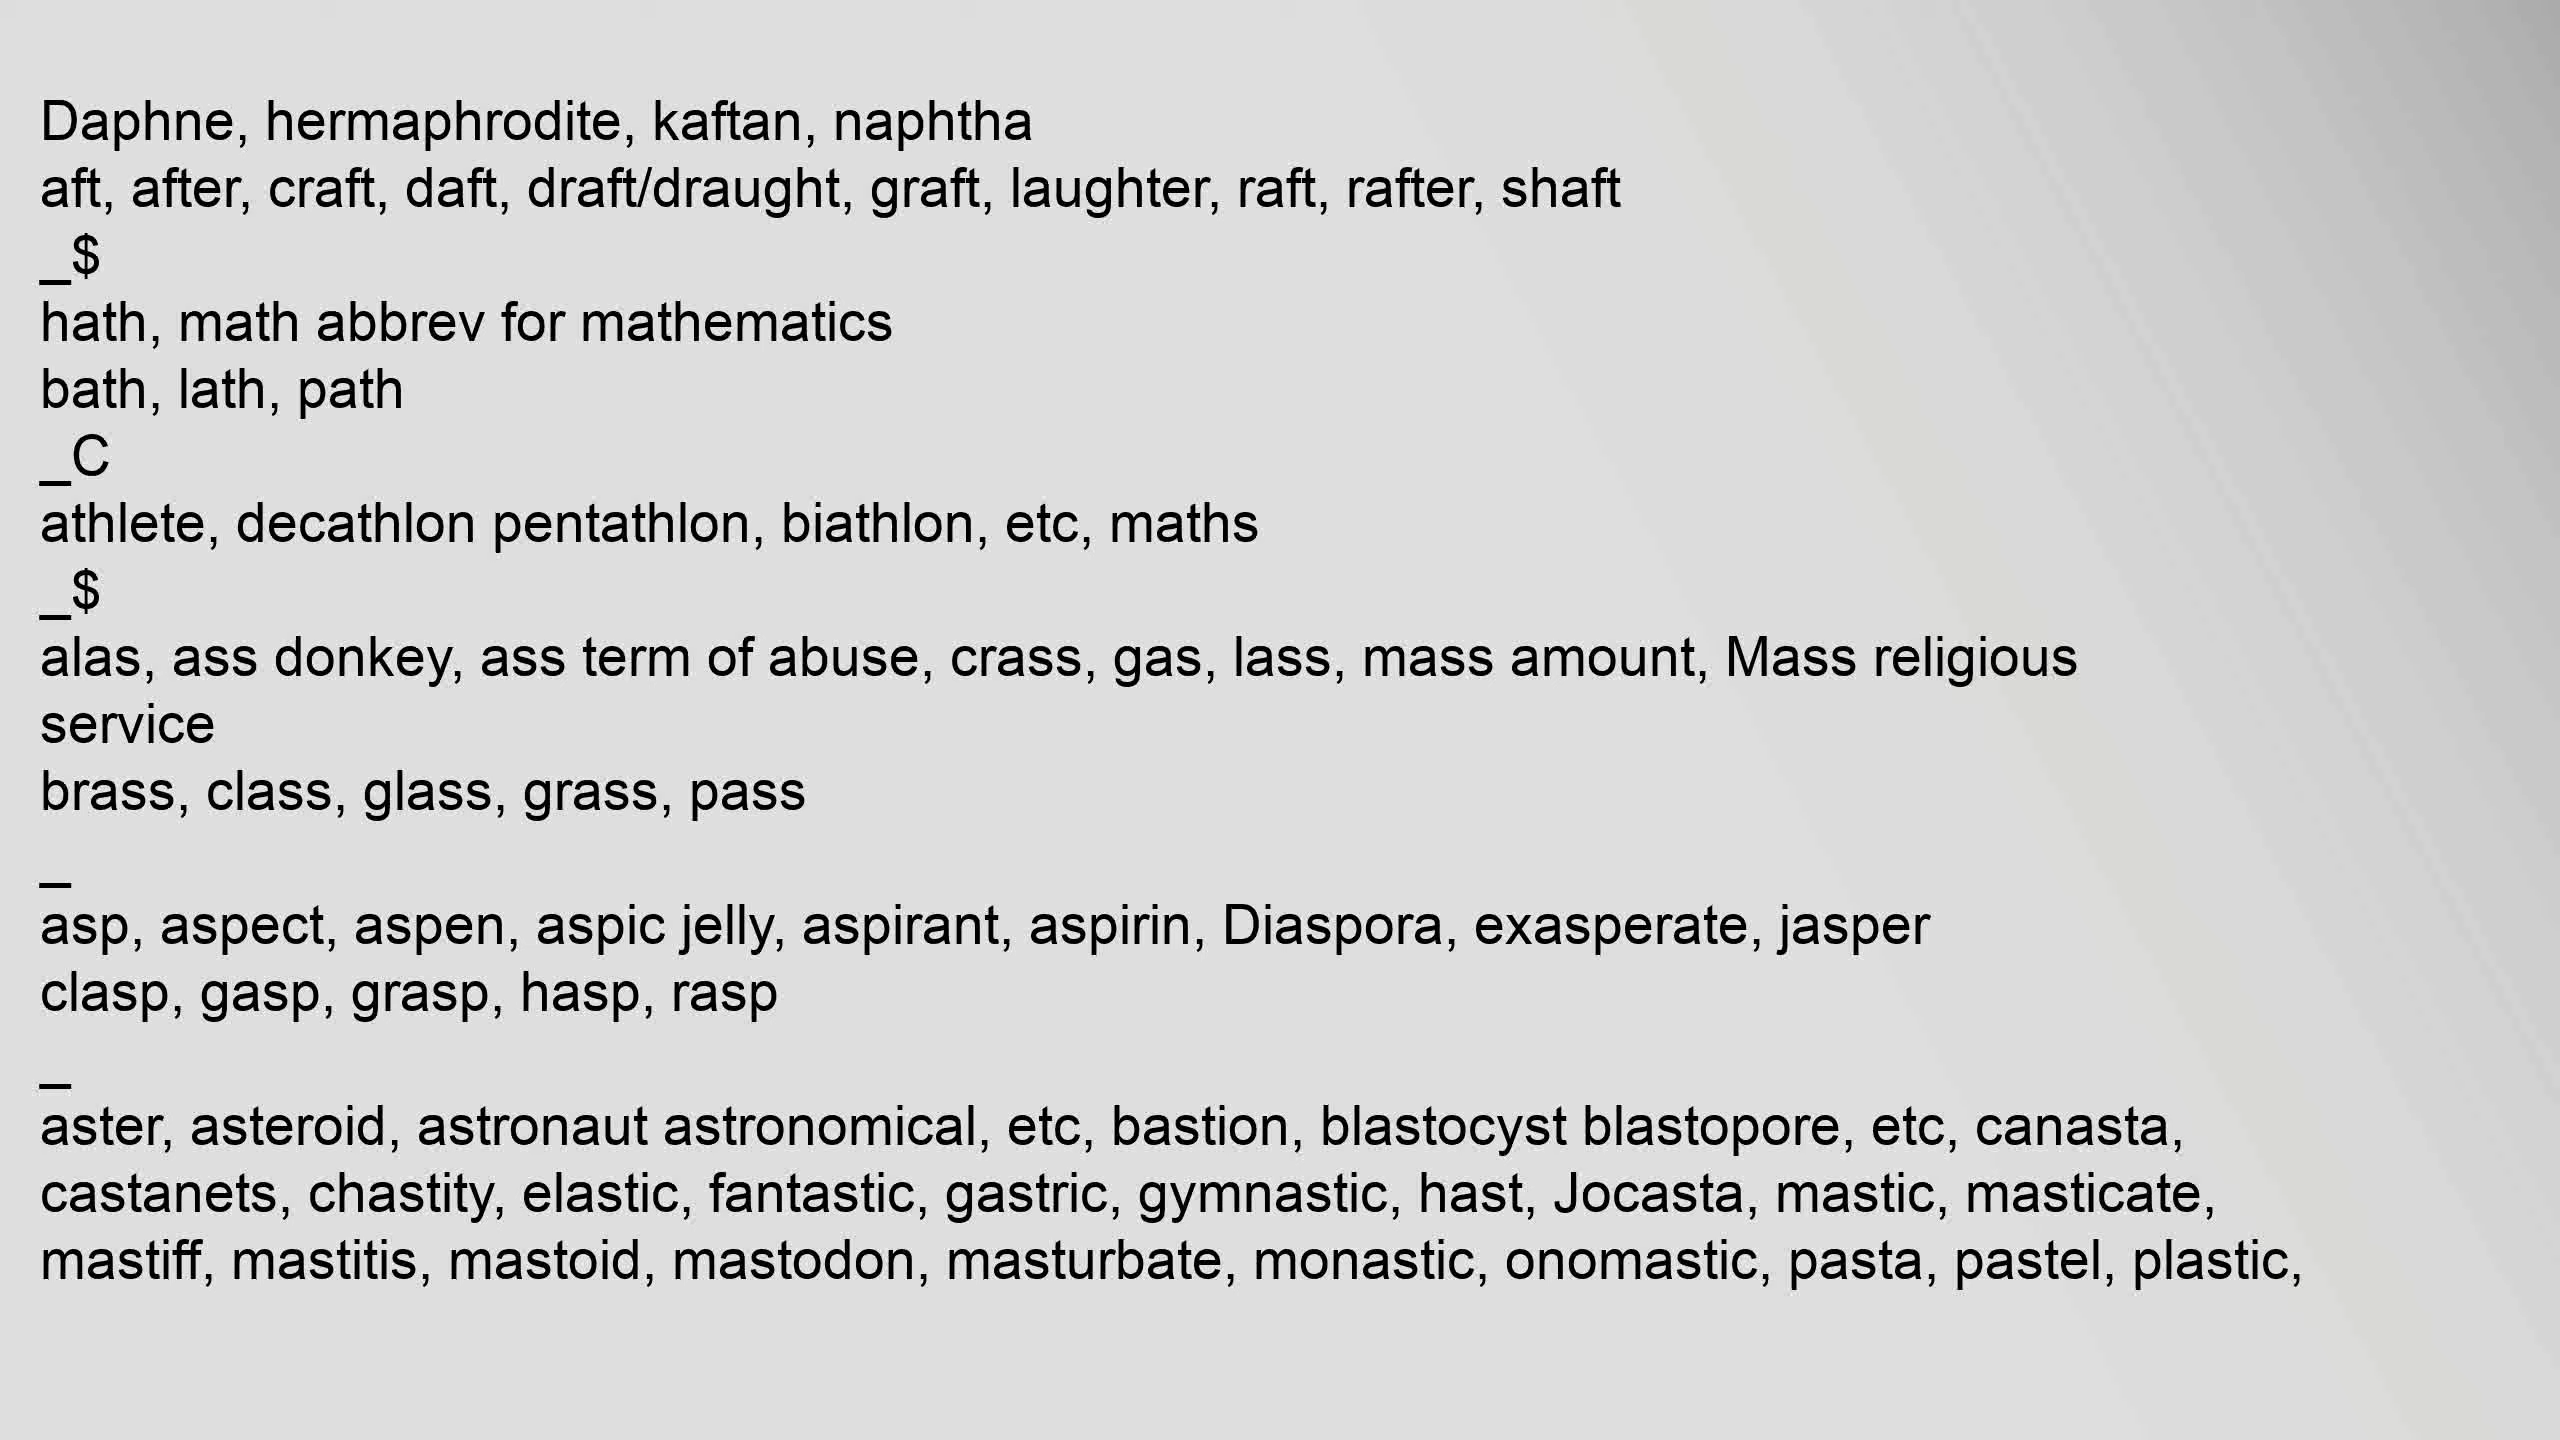 Daphne, hermaphrodite, kaftan, naphtha
aft, after, craft, daft, draft/draught, graft, laughter, raft, rafter, shaft
_$
hath, math abbrev for mathematics
bath, lath, path
_C
athlete, decathlon pentathlon, biathlon, etc, maths
_$
alas, ass donkey, ass term of abuse, crass, gas, lass, mass amount, Mass religious
service
brass, class, glass, grass, pass
_
asp, aspect, aspen, aspic jelly, aspirant, aspirin, Diaspora, exasperate, jasper
clasp, gasp, grasp, hasp, rasp
_
aster, asteroid, astronaut astronomical, etc, bastion, blastocyst blastopore, etc, canasta,
castanets, chastity, elastic, fantastic, gastric, gymnastic, hast, Jocasta, mastic, masticate,
mastiff, mastitis, mastoid, mastodon, masturbate, monastic, onomastic, pasta, pastel, plastic,